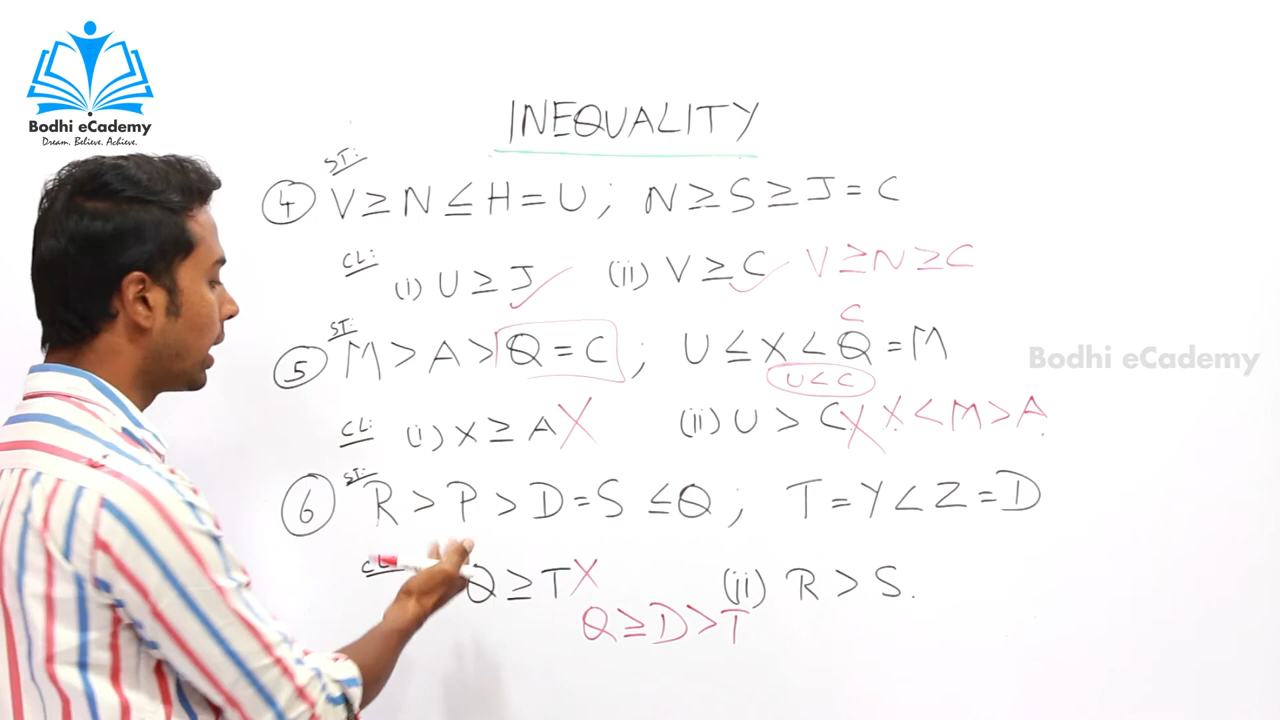 Bodhi eCademy
Dream. Believe. Achieve.
INEQUALITY
ST:
4 V ≥ N ≤ H = U ; N ≥ S ≥ J = C
CL: (i) U ≥ J ✓ (ii) V ≥ C ✓ V ≥ N ≥ C
ST: C
5 M > A > Q = C ; U ≤ X < Q = M
U < C
Bodhi eCademy
CL: (i) X ≥ A X (ii) U > C X X < M > A
ST:
6 R > P > D = S ≤ Q ; T = Y < Z = D
CL: Q ≥ T X (ii) R > S.
Q ≥ D > T